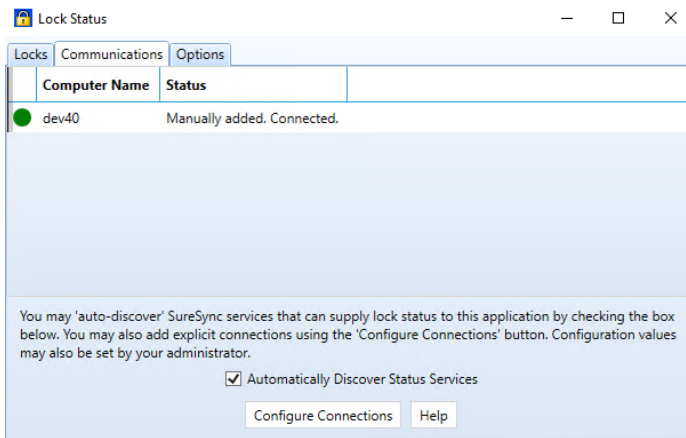 Lock Status
Locks Communications Options
Computer Name Status
dev40 Manually added. Connected.
You may 'auto-discover' SureSync services that can supply lock status to this application by checking the box
below. You may also add explicit connections using the 'Configure Connections' button. Configuration values
may also be set by your administrator.
Automatically Discover Status Services
Configure Connections Help